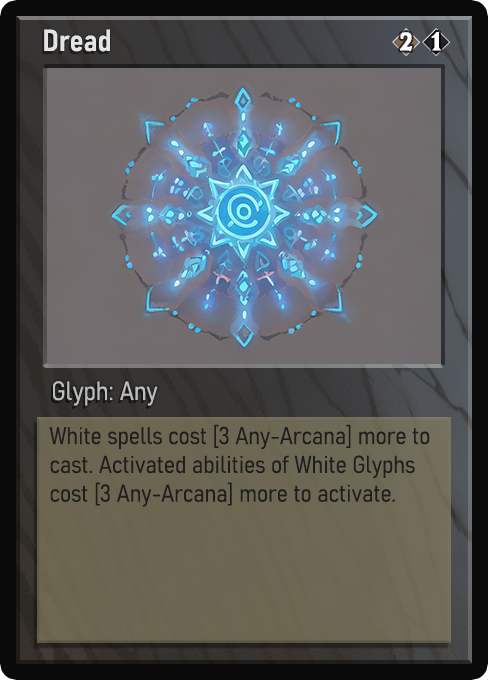 Dread 2 1
Glyph: Any
White spells cost [3 Any-Arcana] more to
cast. Activated abilities of White Glyphs
cost [3 Any-Arcana] more to activate.